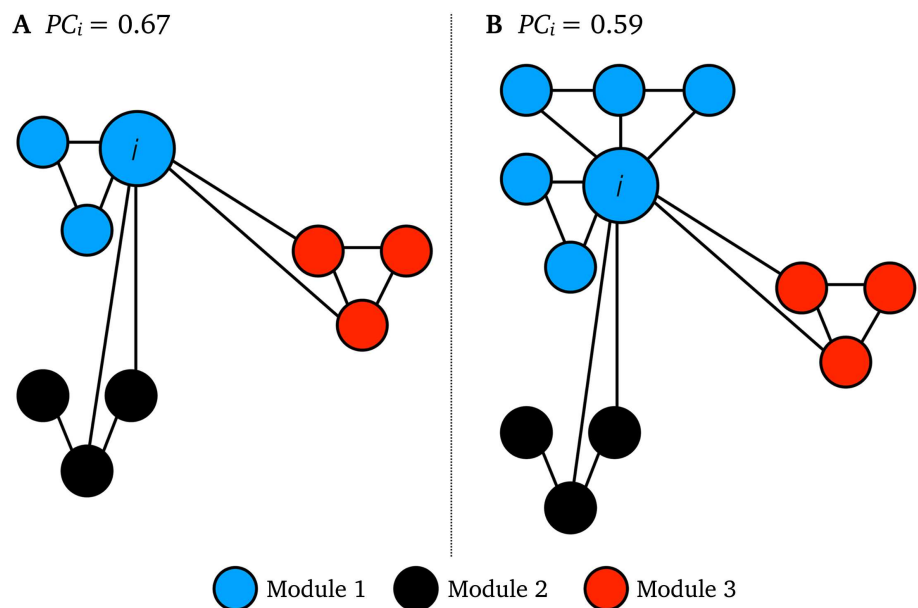 A PCi = 0.67
B PCi = 0.59
i
i
Module 1
Module 2
Module 3